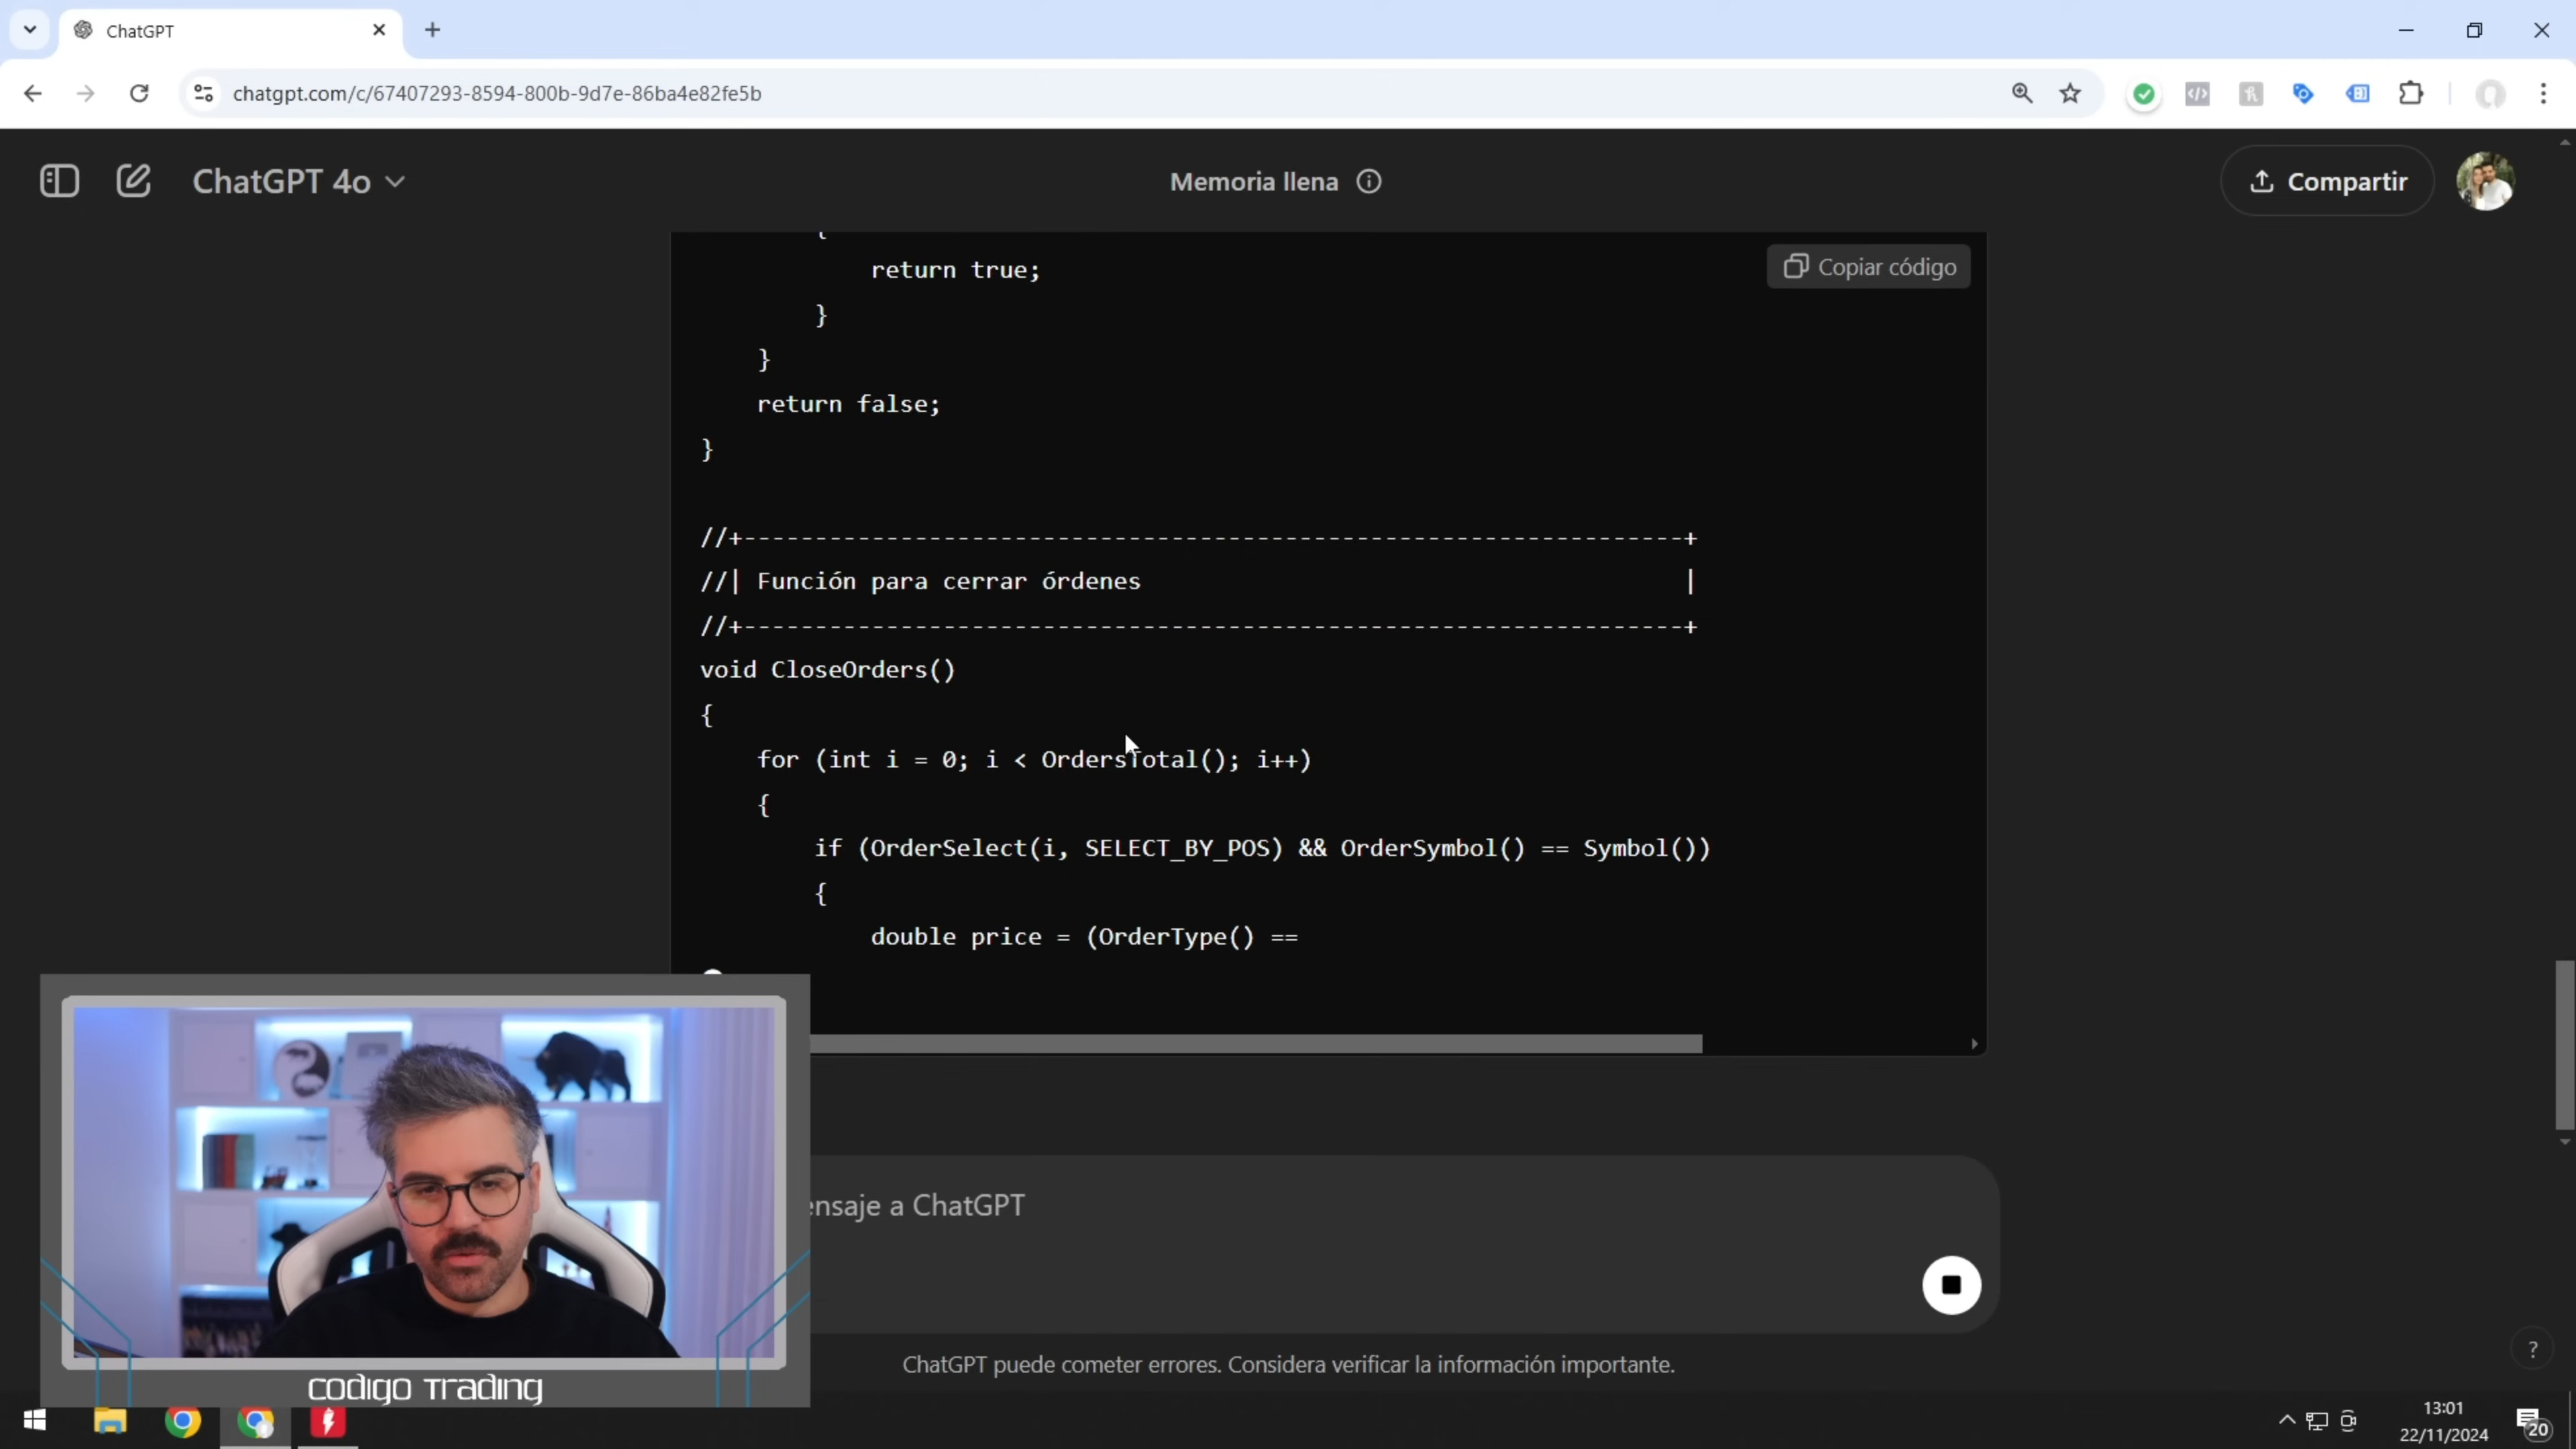 ChatGPT
chatgpt.com/c/67407293-8594-800b-9d7e-86ba4e82fe5b
ChatGPT 4o
Memoria llena
Compartir
Copiar código
{
return true;
}
}
return false;
}
//+------------------------------------------------------------------+
//| Función para cerrar órdenes |
//+------------------------------------------------------------------+
void CloseOrders()
{
for (int i = 0; i < OrdersTotal(); i++)
{
if (OrderSelect(i, SELECT_BY_POS) && OrderSymbol() == Symbol())
{
double price = (OrderType() ==
ensaje a ChatGPT
ChatGPT puede cometer errores. Considera verificar la información importante.
?
codigo Trading
13:01
22/11/2024
20